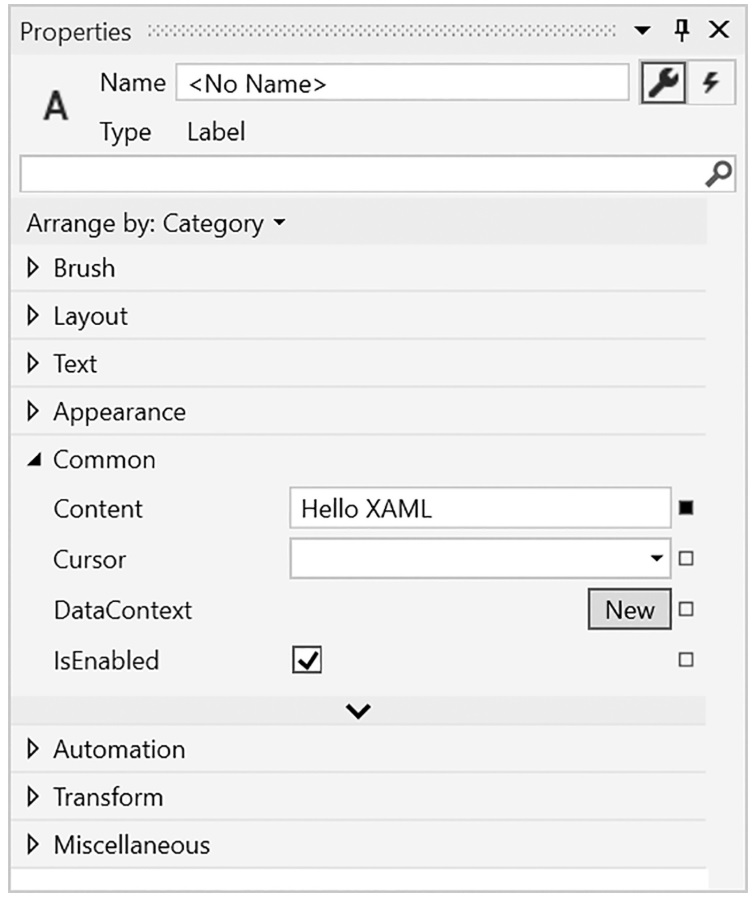 Properties
Name <No Name>
A
Type Label
Arrange by: Category
Brush
Layout
Text
Appearance
Common
Content Hello XAML
Cursor
DataContext New
IsEnabled
Automation
Transform
Miscellaneous